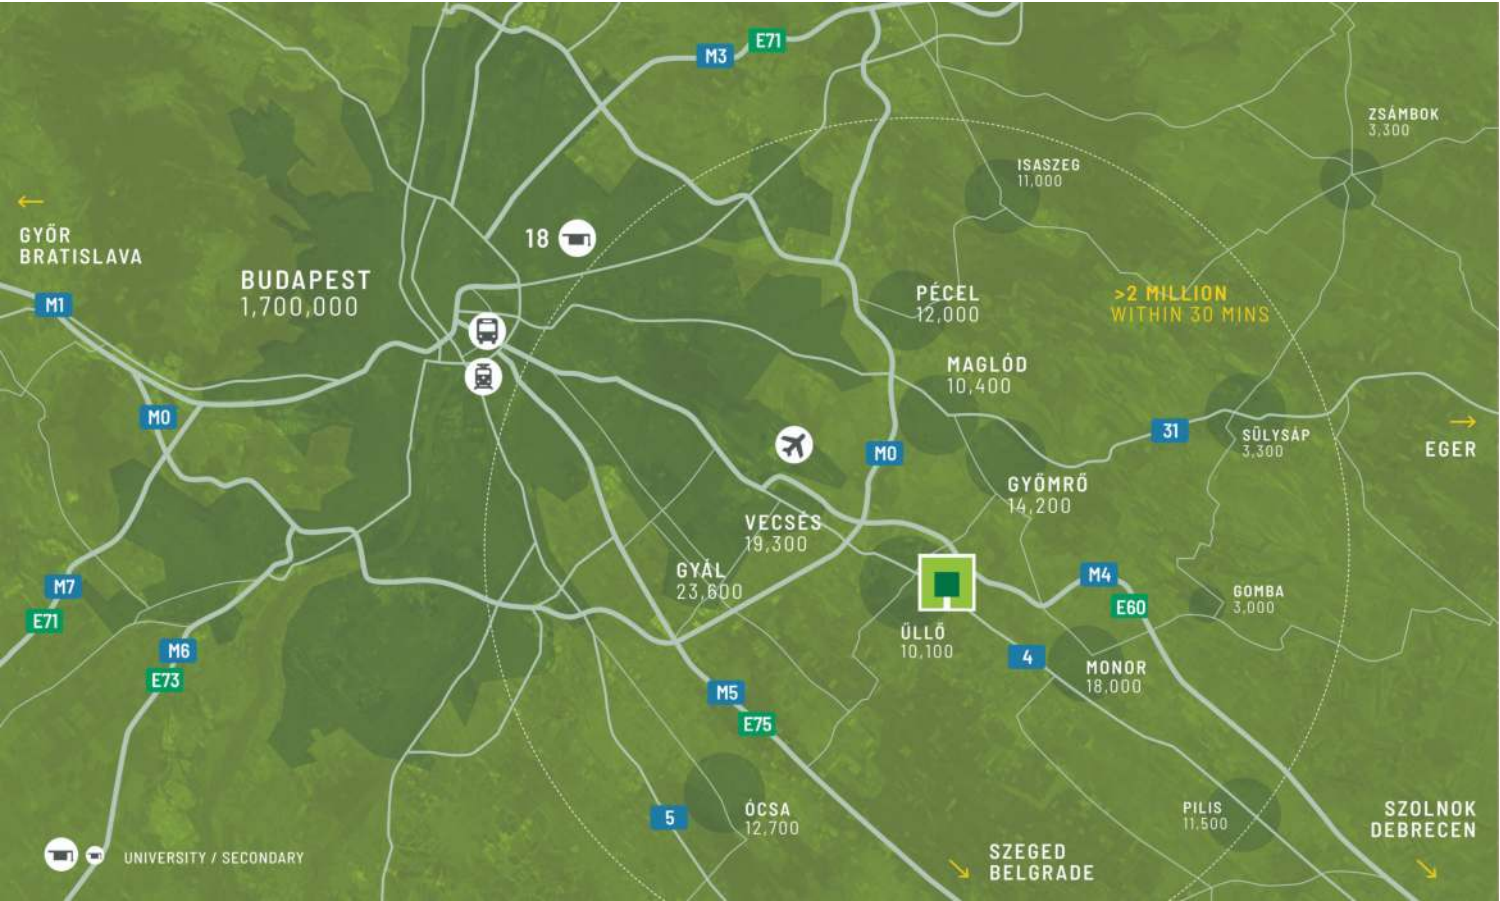 M3
E71
ZSÁMBOK
3,300
ISASZEG
11,000
GYŐR
BRATISLAVA
18
BUDAPEST
1,700,000
M1
PÉCEL
12,000
>2 MILLION
WITHIN 30 MINS
MAGLÓD
10,400
M0
M0
31
SÜLYSÁP
3,300
EGER
GYŐMRŐ
14,200
VECSÉS
19,300
GYÁL
23,600
M7
E71
M4
E60
GOMBA
3,000
ŰLLŐ
10,100
4
MONOR
18,000
M6
E73
M5
E75
5
ÓCSA
12,700
PILIS
11,500
SZOLNOK
DEBRECEN
SZEGED
BELGRADE
UNIVERSITY / SECONDARY